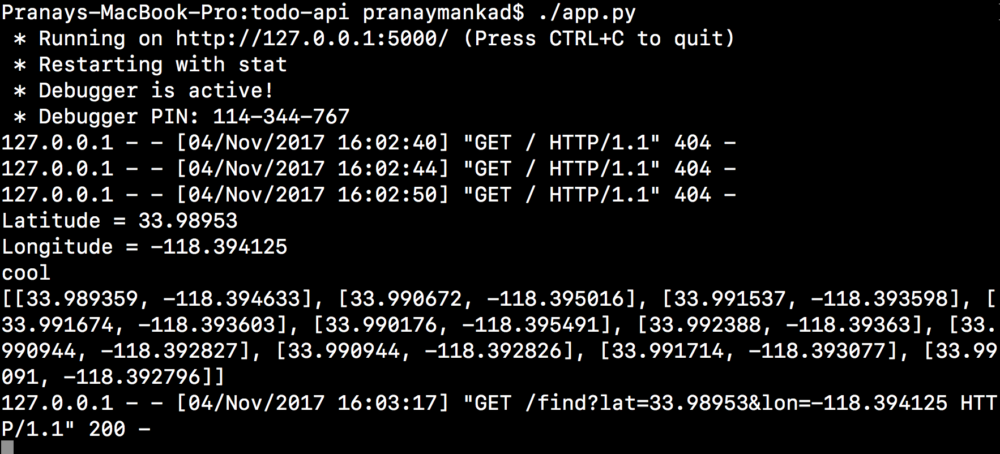 Pranays-MacBook-Pro:todo-api pranaymankad$ ./app.py
 * Running on http://127.0.0.1:5000/ (Press CTRL+C to quit)
 * Restarting with stat
 * Debugger is active!
 * Debugger PIN: 114-344-767
127.0.0.1 - - [04/Nov/2017 16:02:40] "GET / HTTP/1.1" 404 -
127.0.0.1 - - [04/Nov/2017 16:02:44] "GET / HTTP/1.1" 404 -
127.0.0.1 - - [04/Nov/2017 16:02:50] "GET / HTTP/1.1" 404 -
Latitude = 33.98953
Longitude = -118.394125
cool
[[33.989359, -118.394633], [33.990672, -118.395016], [33.991537, -118.393598], [
33.991674, -118.393603], [33.990176, -118.395491], [33.992388, -118.39363], [33.
990944, -118.392827], [33.990944, -118.392826], [33.991714, -118.393077], [33.99
091, -118.392796]]
127.0.0.1 - - [04/Nov/2017 16:03:17] "GET /find?lat=33.98953&lon=-118.394125 HTT
P/1.1" 200 -